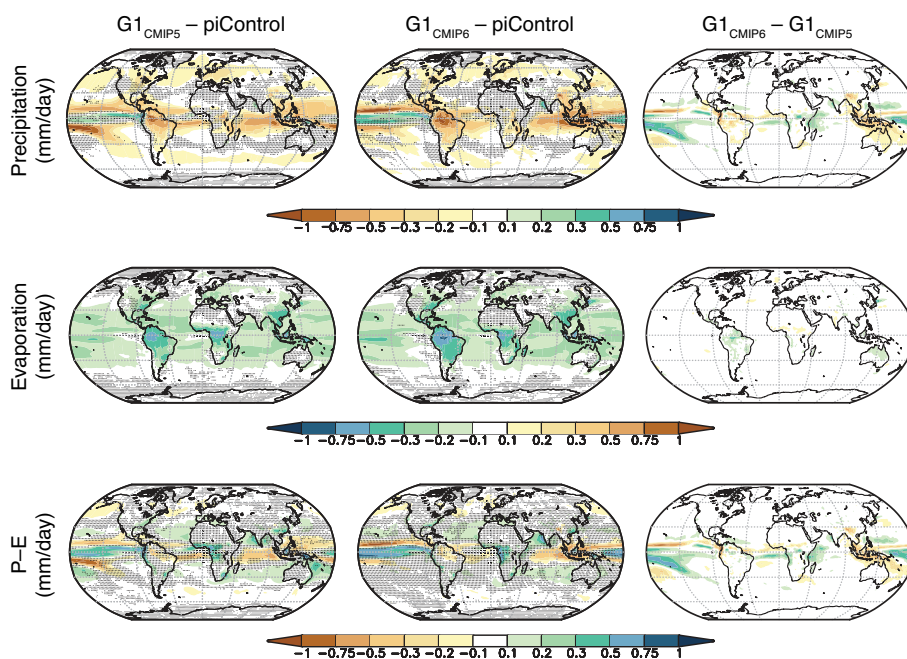 G1CMIP5 – piControl
G1CMIP6 – piControl
G1CMIP6 – G1CMIP5
Precipitation
(mm/day)
-1 -0.75 -0.5 -0.3 -0.2 -0.1 0.1 0.2 0.3 0.5 0.75 1
Evaporation
(mm/day)
-1 -0.75 -0.5 -0.3 -0.2 -0.1 0.1 0.2 0.3 0.5 0.75 1
P–E
(mm/day)
-1 -0.75 -0.5 -0.3 -0.2 -0.1 0.1 0.2 0.3 0.5 0.75 1